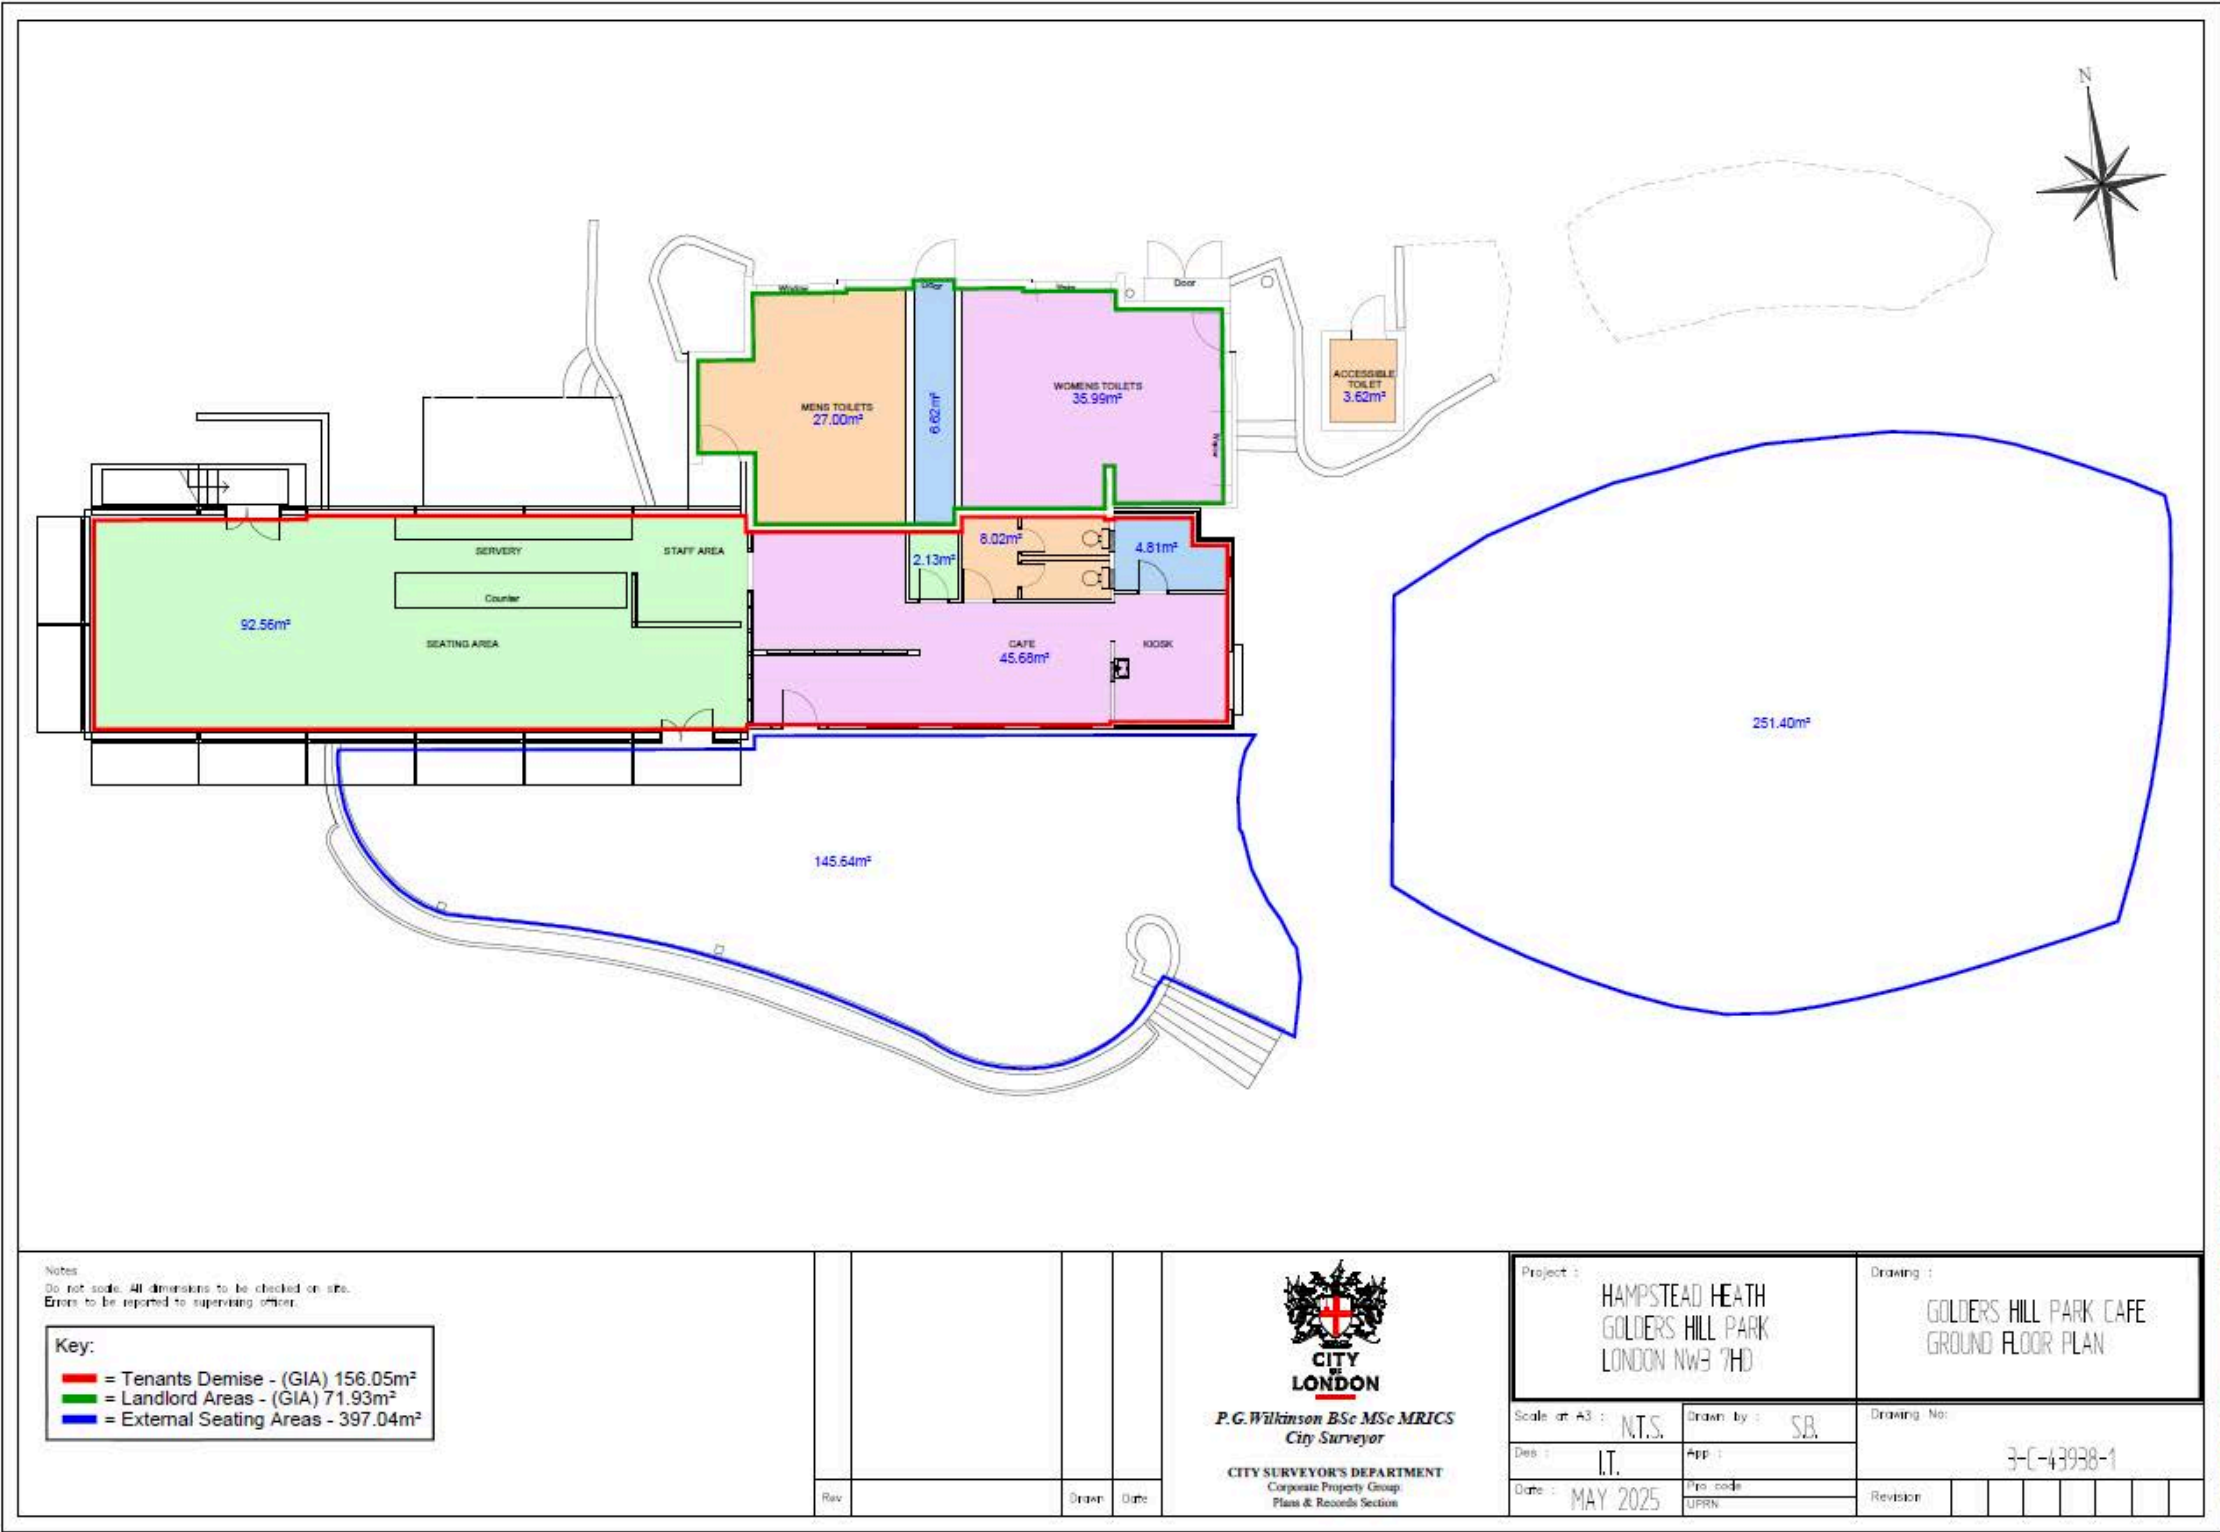 N
Window
Door
Door
MENS TOILETS
27.00m²
6.62m²
WOMENS TOILETS
35.99m²
ACCESSIBLE
TOILET
3.62m²
SERVERY
STAFF AREA
Counter
92.56m²
SEATING AREA
2.13m²
8.02m²
4.81m²
CAFE
45.68m²
KIOSK
251.40m²
145.64m²
Notes
Do not scale. All dimensions to be checked on site.
Errors to be reported to supervising officer.
Key:
= Tenants Demise - (GIA) 156.05m²
= Landlord Areas - (GIA) 71.93m²
= External Seating Areas - 397.04m²
Rev
Drawn
Date
CITY
OF
LONDON
P.G.Wilkinson BSc MSc MRICS
City Surveyor
CITY SURVEYOR'S DEPARTMENT
Corporate Property Group:
Plans & Records Section
Project :
HAMPSTEAD HEATH
GOLDERS HILL PARK
LONDON NW3 7HD
Drawing :
GOLDERS HILL PARK CAFE
GROUND FLOOR PLAN
Scale at A3 : N.T.S.
Drawn by : S.B.
Drawing No:
3-C-43938-1
Des : I.T.
App :
Date : MAY 2025
Pro code
UPRN
Revision